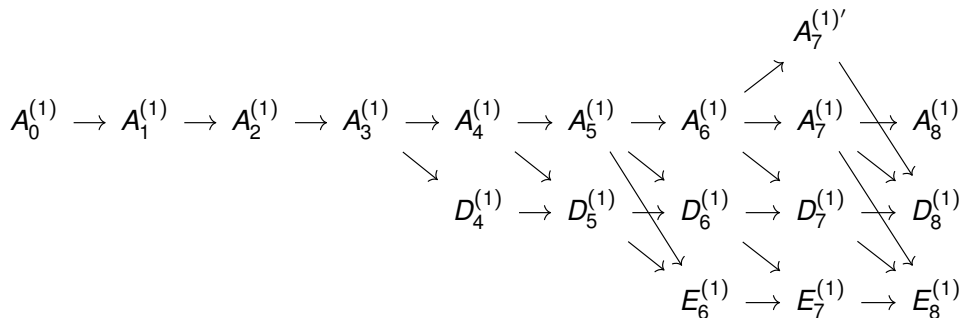 A_7^{(1)'}
A_0^{(1)} → A_1^{(1)} → A_2^{(1)} → A_3^{(1)} → A_4^{(1)} → A_5^{(1)} → A_6^{(1)} → A_7^{(1)} → A_8^{(1)}
D_4^{(1)} → D_5^{(1)} → D_6^{(1)} → D_7^{(1)} → D_8^{(1)}
E_6^{(1)} → E_7^{(1)} → E_8^{(1)}